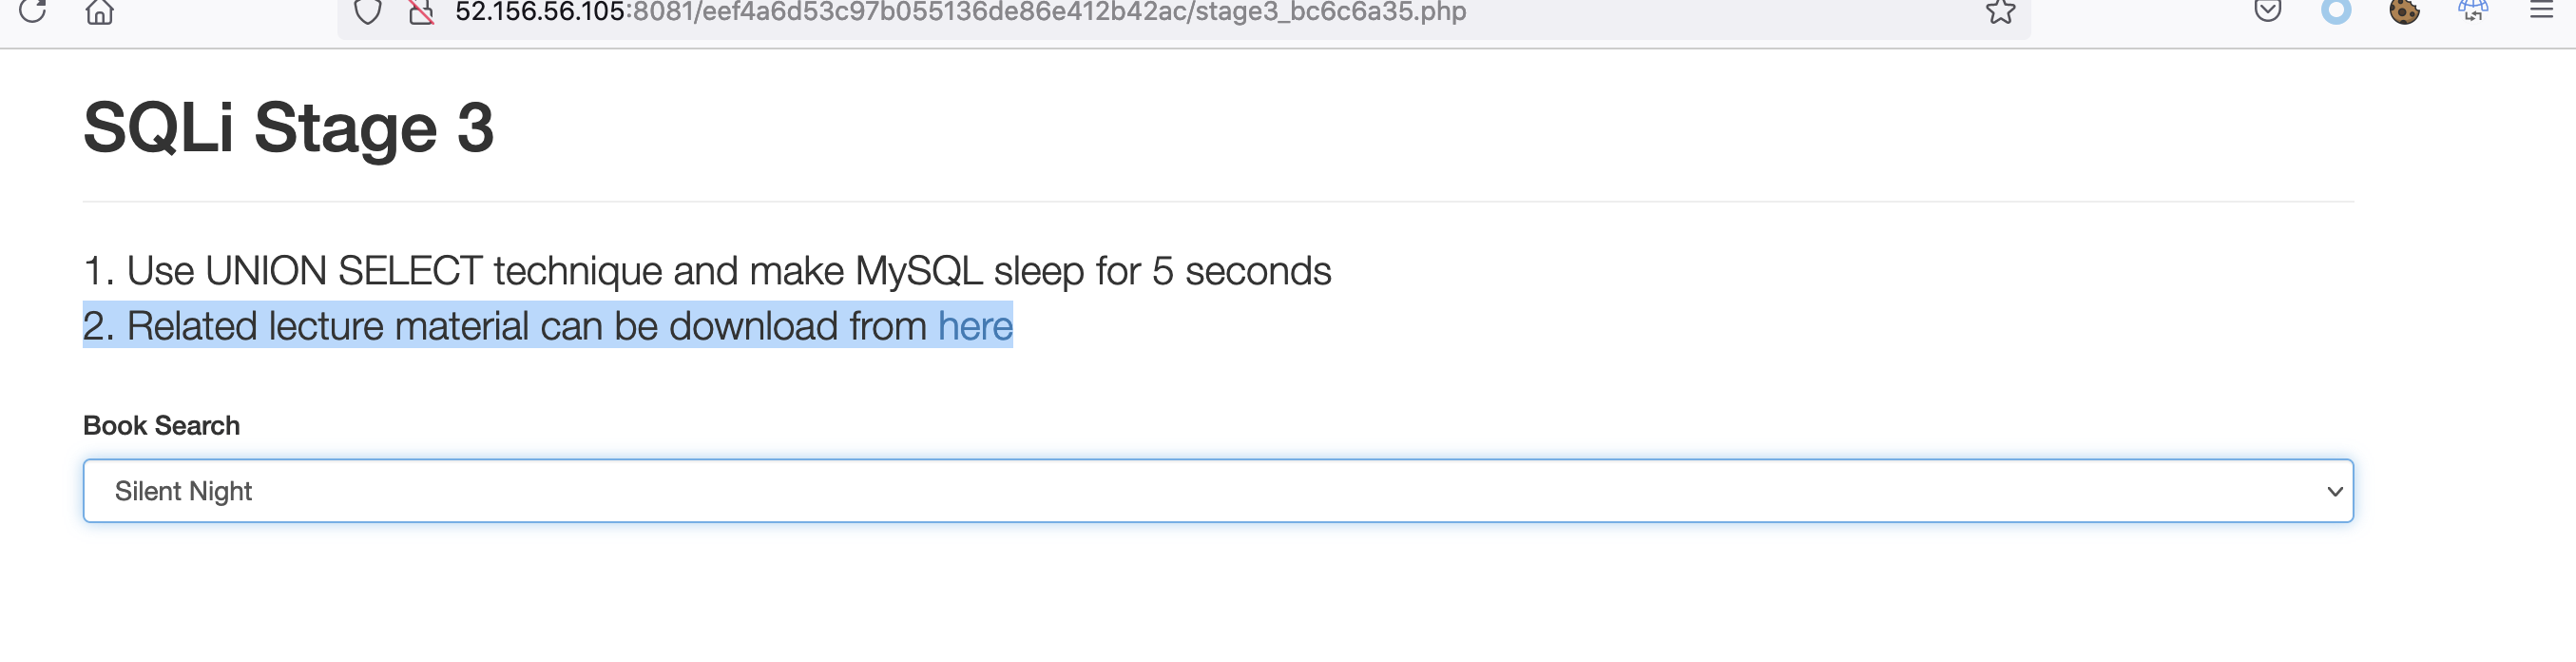 52.156.56.105:8081/eef4a6d53c97b055136de86e412b42ac/stage3_bc6c6a35.php
SQLi Stage 3
1. Use UNION SELECT technique and make MySQL sleep for 5 seconds
2. Related lecture material can be download from here
Book Search
Silent Night